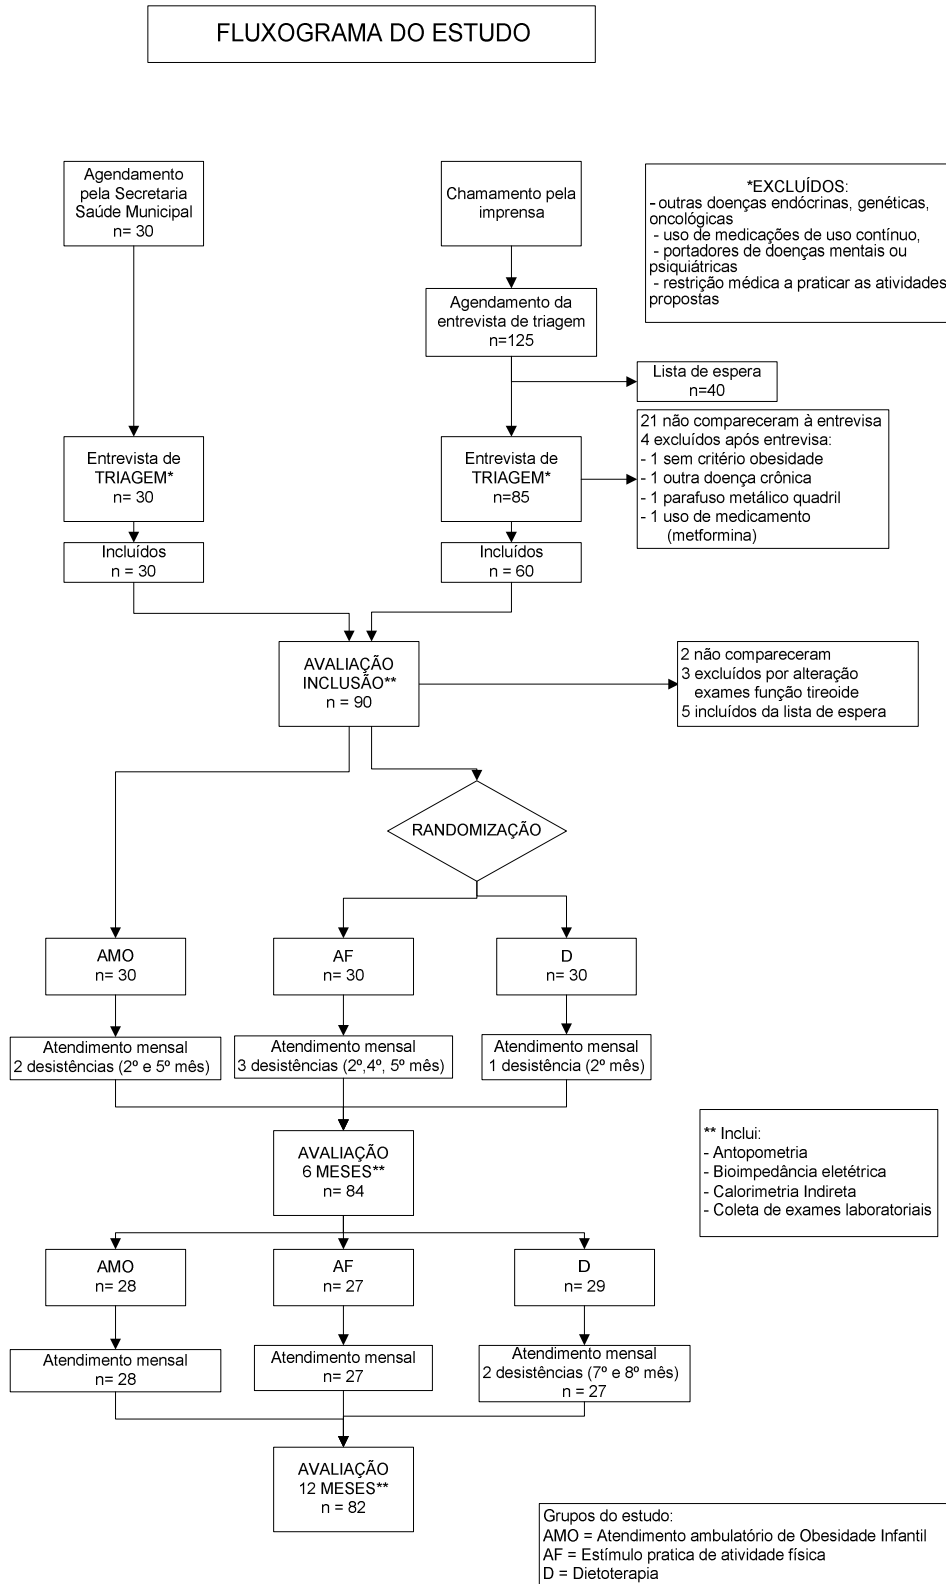 FLUXOGRAMA DO ESTUDO
Agendamento
pela Secretaria
Saúde Municipal
n= 30
Chamamento pela
imprensa
*EXCLUÍDOS:
- outras doenças endócrinas, genéticas,
oncológicas
- uso de medicações de uso contínuo,
- portadores de doenças mentais ou
psiquiátricas
- restrição médica a praticar as atividades
propostas
Agendamento da
entrevista de triagem
n=125
Lista de espera
n=40
Entrevista de
TRIAGEM*
n= 30
Entrevista de
TRIAGEM*
n=85
21 não compareceram à entrevisa
4 excluídos após entrevisa:
- 1 sem critério obesidade
- 1 outra doença crônica
- 1 parafuso metálico quadril
- 1 uso de medicamento
(metformina)
Incluídos
n = 30
Incluídos
n = 60
AVALIAÇÃO
INCLUSÃO**
n = 90
2 não compareceram
3 excluídos por alteração
exames função tireoide
5 incluídos da lista de espera
RANDOMIZAÇÃO
AMO
n= 30
AF
n= 30
D
n= 30
Atendimento mensal
2 desistências (2º e 5º mês)
Atendimento mensal
3 desistências (2º,4º, 5º mês)
Atendimento mensal
1 desistência (2º mês)
AVALIAÇÃO
6 MESES**
n= 84
** Inclui:
- Antopometria
- Bioimpedância eletétrica
- Calorimetria Indireta
- Coleta de exames laboratoriais
AMO
n= 28
AF
n= 27
D
n= 29
Atendimento mensal
n= 28
Atendimento mensal
n= 27
Atendimento mensal
2 desistências (7º e 8º mês)
n = 27
AVALIAÇÃO
12 MESES**
n = 82
Grupos do estudo:
AMO = Atendimento ambulatório de Obesidade Infantil
AF = Estímulo pratica de atividade física
D = Dietoterapia